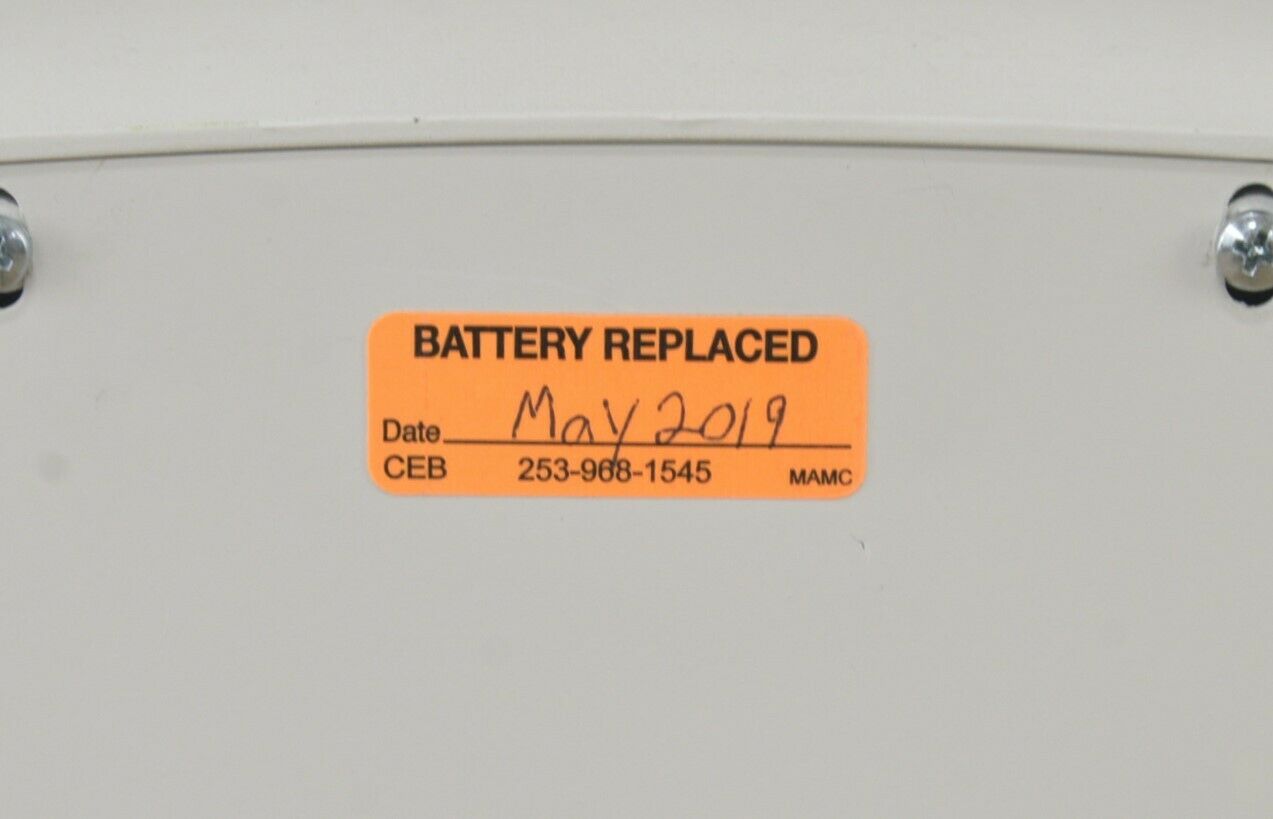 BATTERY REPLACED
Date May 2019
CEB 253-968-1545 MAMC